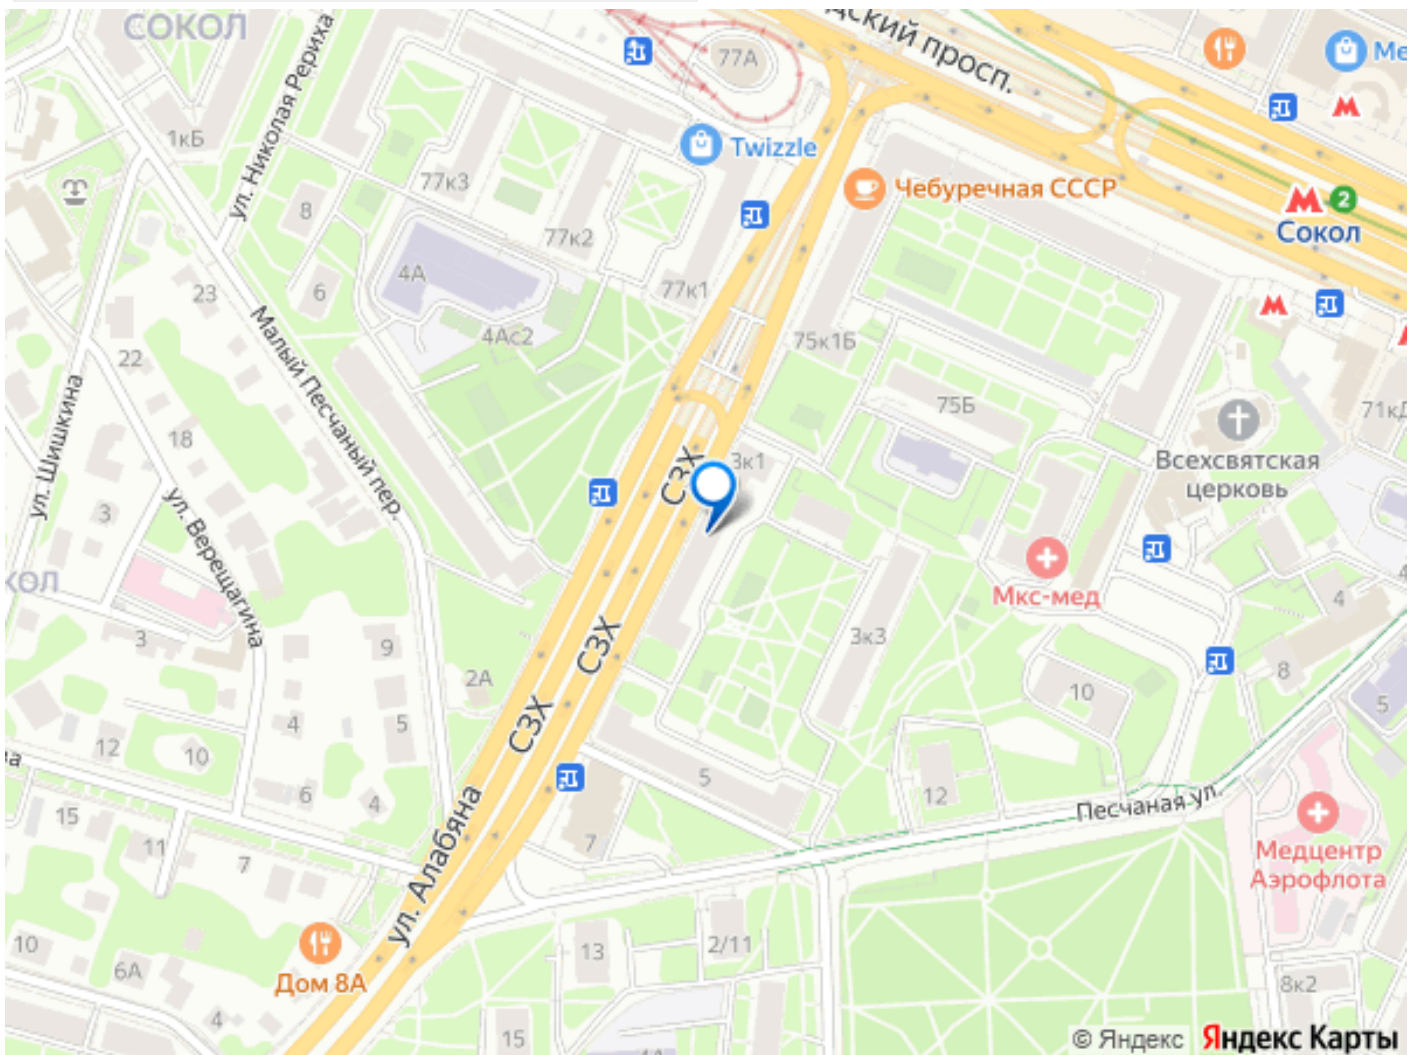 СОКОЛ
77А
дский просп.
Ме
1кБ
ул. Николая Рериха
Twizzle
77к3
Чебуречная СССР
2
8
Сокол
77к2
4А
23
6
77к1
Малый Песчаный пер.
4Ас2
75к1Б
22
ул. Шишкина
75Б
71кД
18
3к1
СЗХ
Всехсвятская
церковь
3
ул. Верещагина
КОЛ
Мкс-мед
4
3
9
3к3
СЗХ
2А
8
10
5
4
5
СЗХ
12
10
5
12
6
4
Песчаная ул.
15
11
7
7
ул. Алабяна
Медцентр
Аэрофлота
10
13
2/11
6А
Дом 8А
8к2
4
15
© Яндекс Яндекс Карты